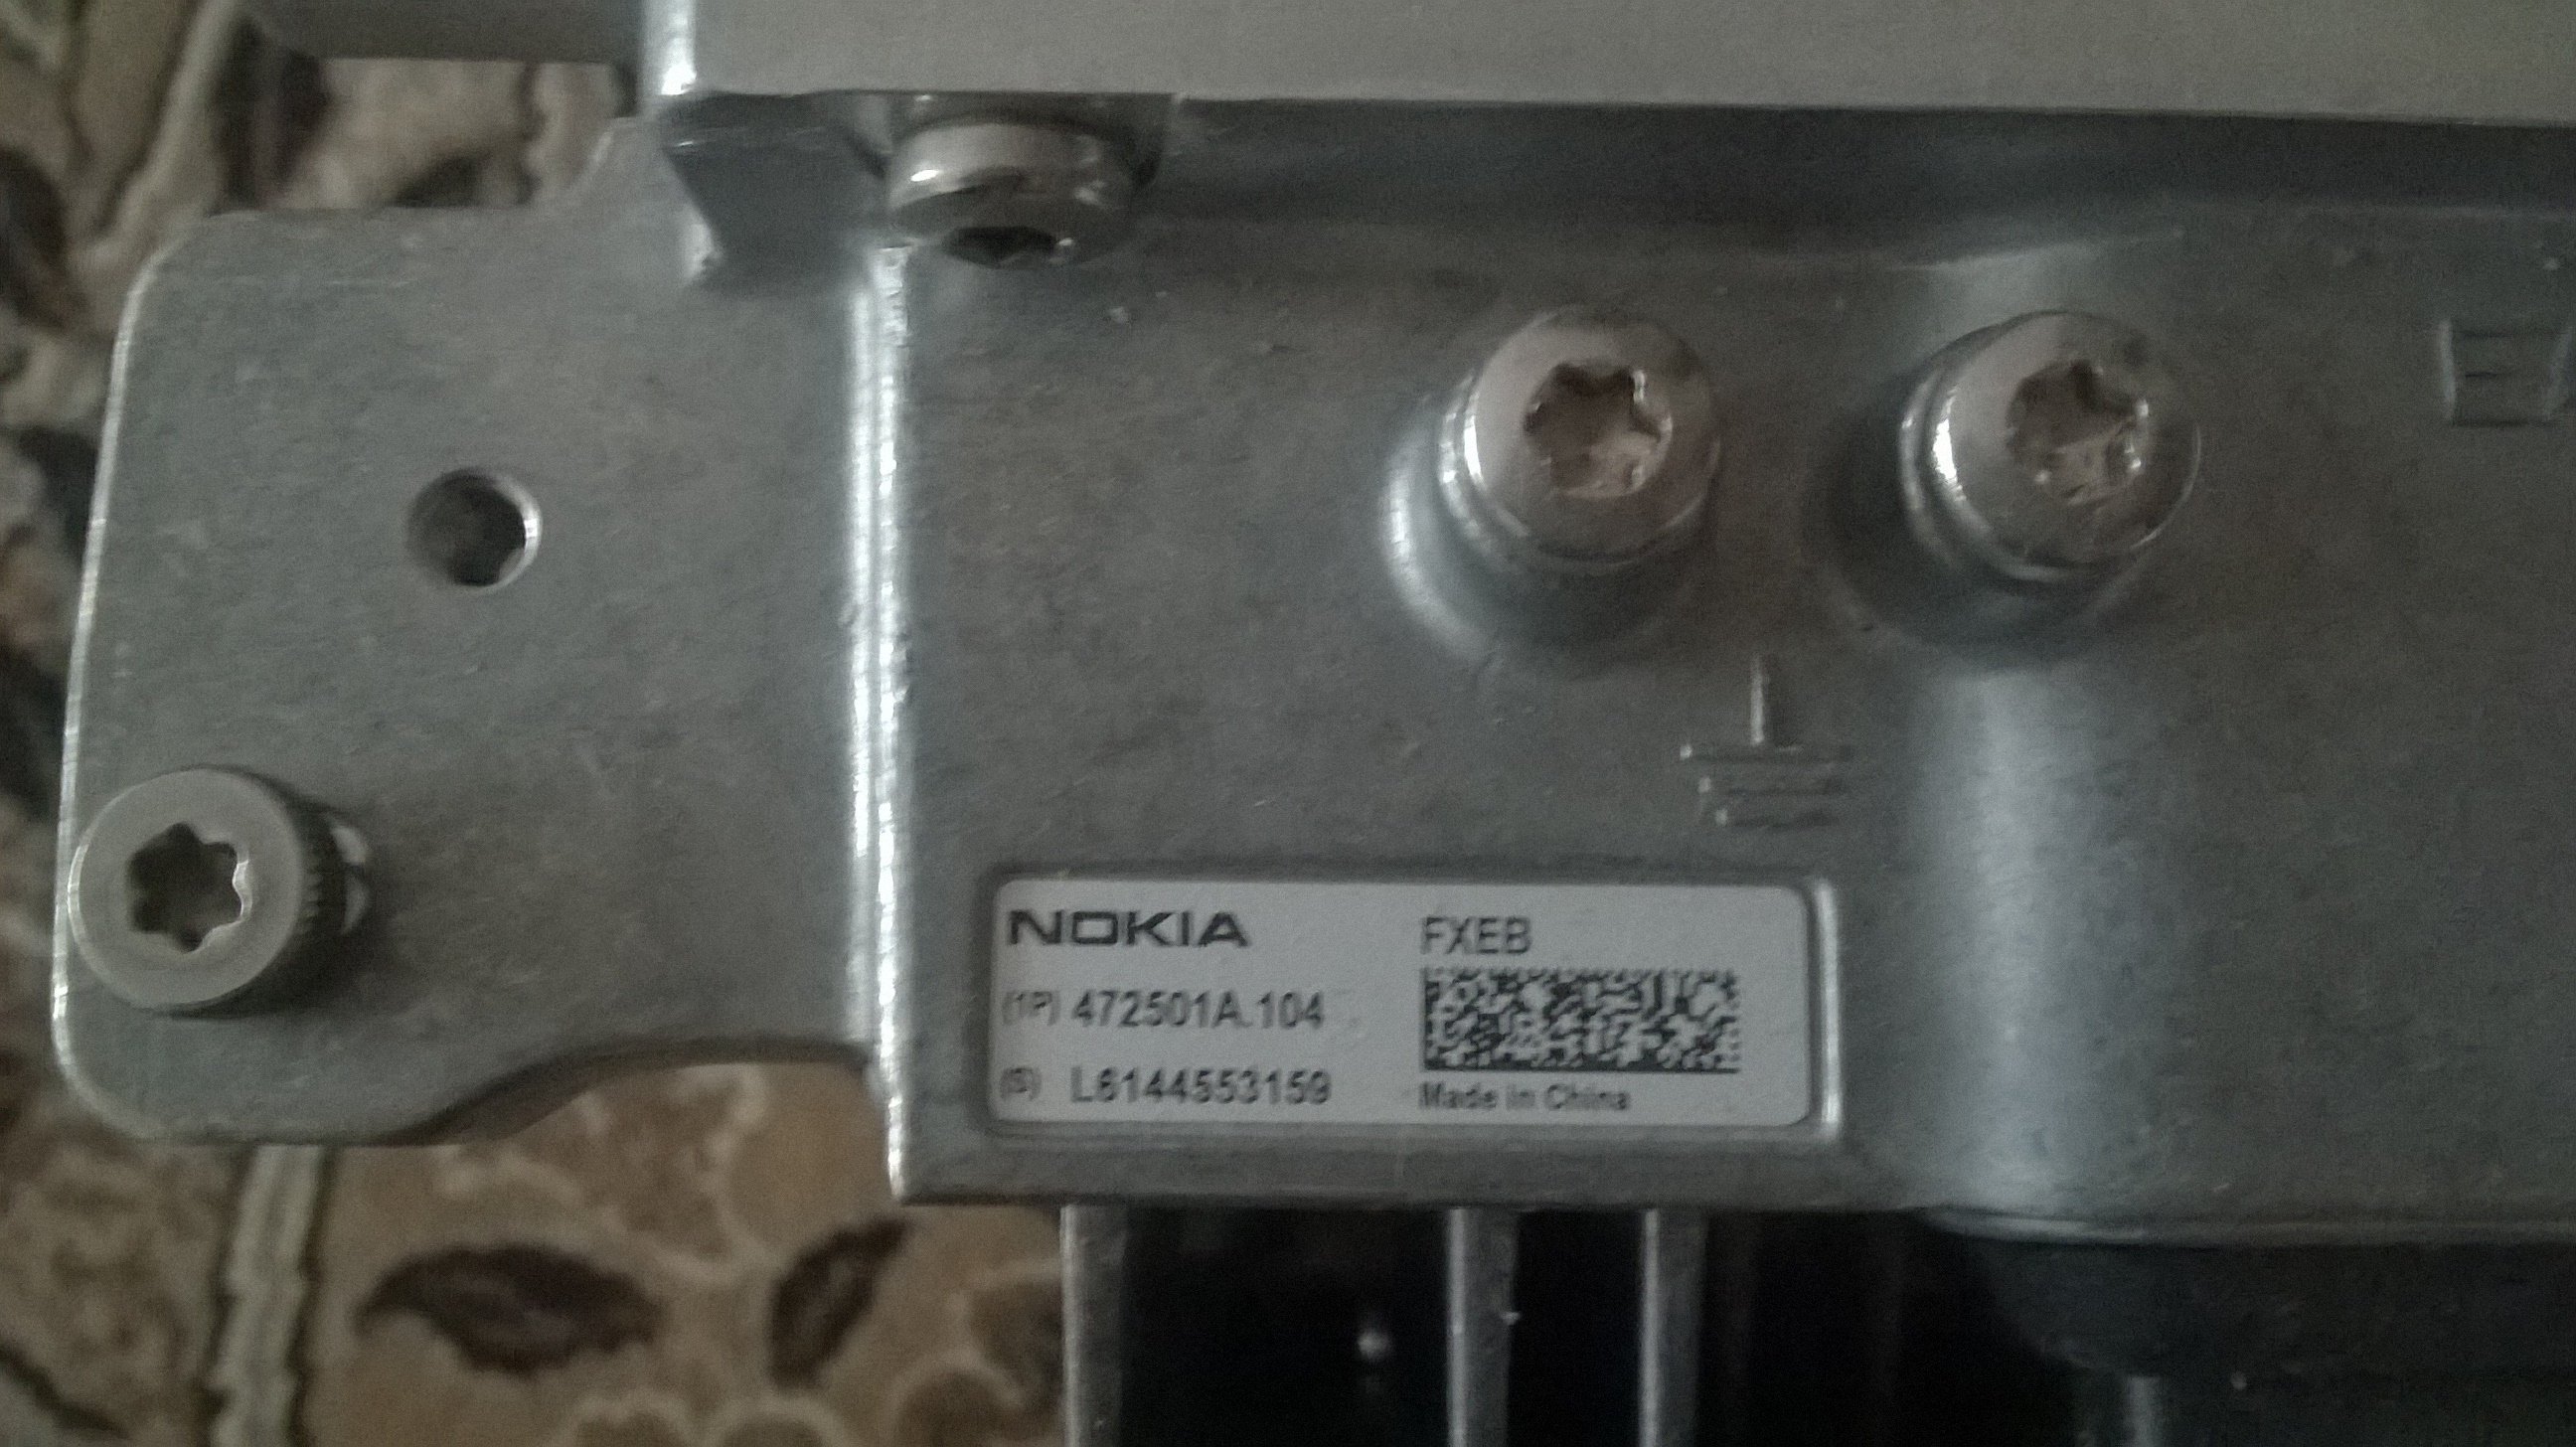 NOKIA
FXEB
(1P) 472501A.104
(S) L6144553159
Made in China